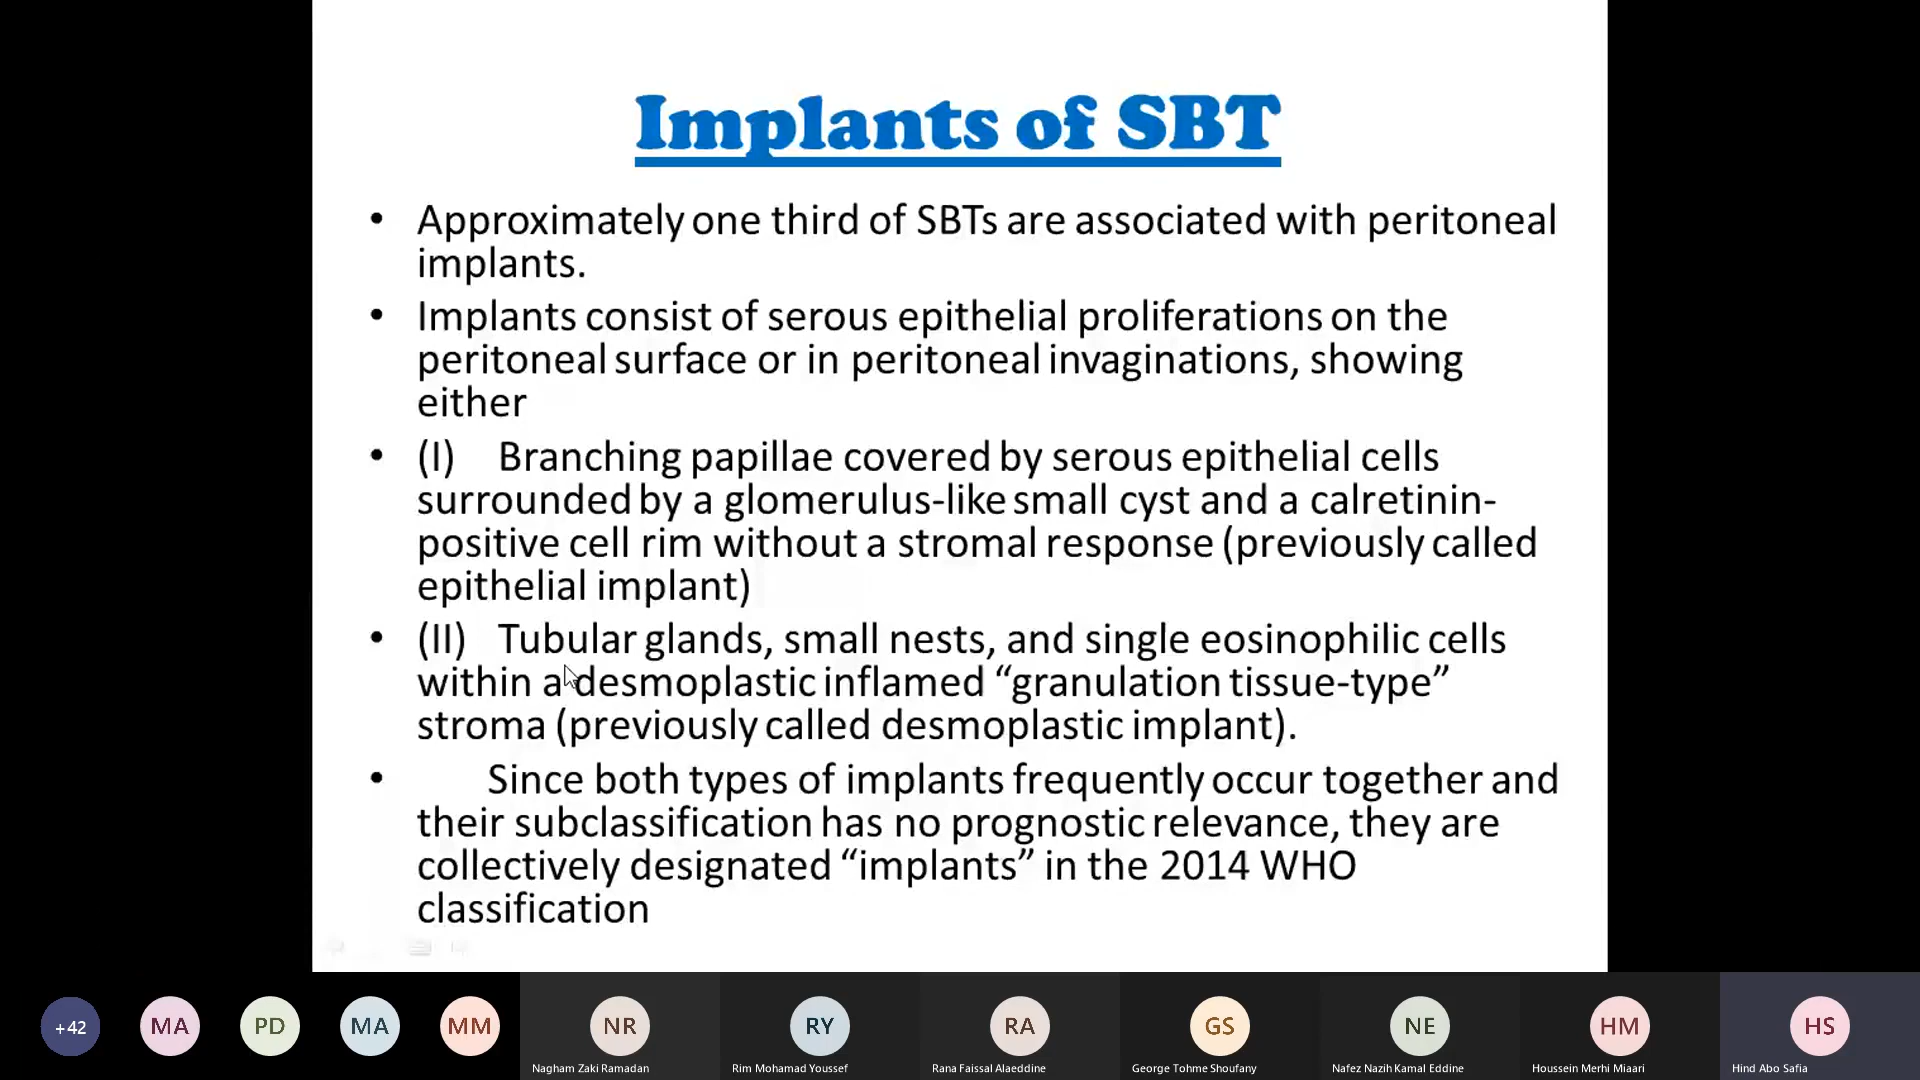 Implants of SBT
• Approximately one third of SBTs are associated with peritoneal
implants.
• Implants consist of serous epithelial proliferations on the
peritoneal surface or in peritoneal invaginations, showing
either
• (I) Branching papillae covered by serous epithelial cells
surrounded by a glomerulus-like small cyst and a calretinin-
positive cell rim without a stromal response (previously called
epithelial implant)
• (II) Tubular glands, small nests, and single eosinophilic cells
within a desmoplastic inflamed “granulation tissue-type”
stroma (previously called desmoplastic implant).
• Since both types of implants frequently occur together and
their subclassification has no prognostic relevance, they are
collectively designated “implants” in the 2014 WHO
classification
+42 MA PD MA MM NR RY RA GS NE HM HS
Nagham Zaki Ramadan Rim Mohamad Youssef Rana Faissal Alaeddine George Tohme Shoufany Nafez Nazih Kamal Eddine Houssein Merhi Miaari Hind Abo Safia